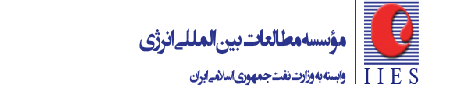 مؤسسه مطالعات بین المللی انرژی
وابسته به وزارت نفت جمهوری اسلامی ایران
IIES